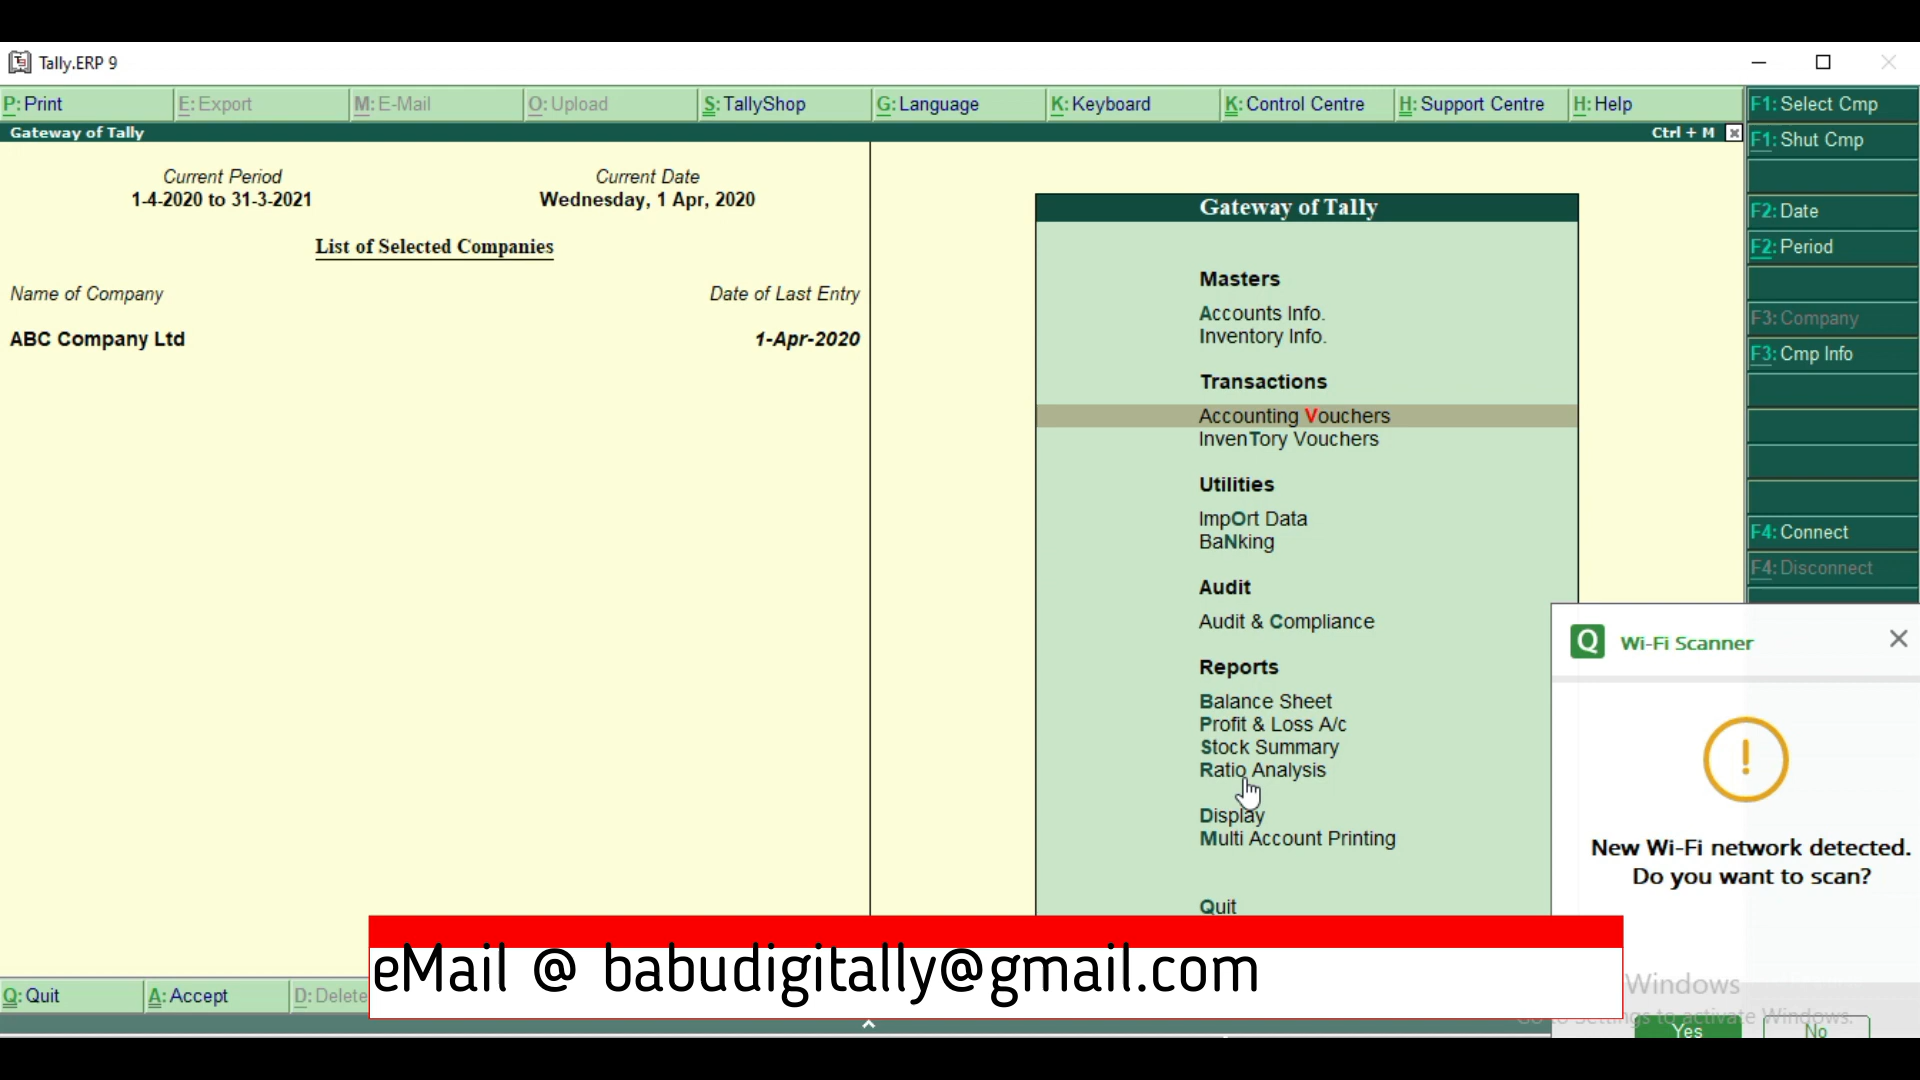 Tally.ERP 9
P: Print
E: Export
M: E-Mail
O: Upload
S: TallyShop
G: Language
K: Keyboard
K: Control Centre
H: Support Centre
H: Help
Gateway of Tally
Ctrl + M
Current Period
1-4-2020 to 31-3-2021
Current Date
Wednesday, 1 Apr, 2020
List of Selected Companies
Name of Company
Date of Last Entry
ABC Company Ltd
1-Apr-2020
Gateway of Tally
Masters
Accounts Info.
Inventory Info.
Transactions
Accounting Vouchers
InvenTory Vouchers
Utilities
ImpOrt Data
BaNking
Audit
Audit & Compliance
Reports
Balance Sheet
Profit & Loss A/c
Stock Summary
Ratio Analysis
Display
Multi Account Printing
Quit
F1: Select Cmp
F1: Shut Cmp
F2: Date
F2: Period
F3: Company
F3: Cmp Info
F4: Connect
F4: Disconnect
Q Wi-Fi Scanner
New Wi-Fi network detected.
Do you want to scan?
Windows
Settings to activate Windows.
Yes
No
Q: Quit
A: Accept
D: Delete
eMail @ babudigitally@gmail.com